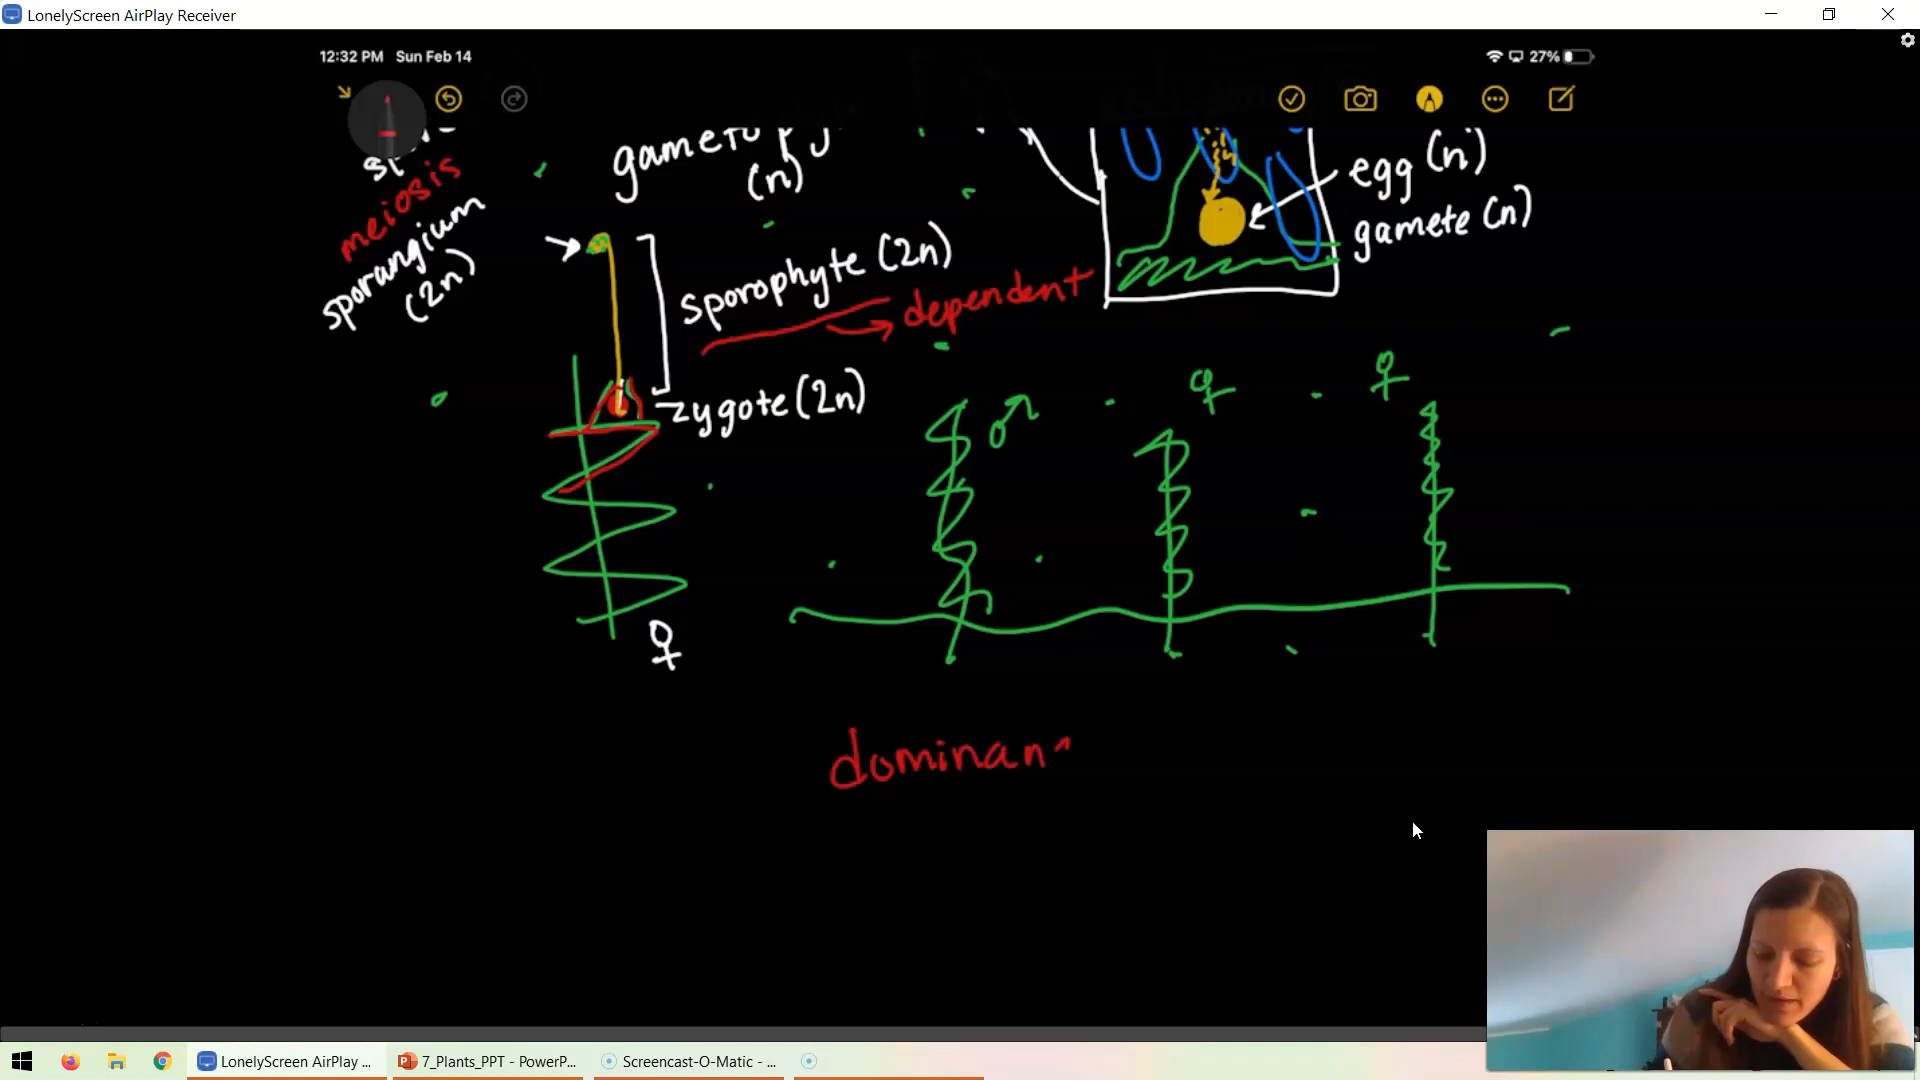 LonelyScreen AirPlay Receiver
12:32 PM Sun Feb 14
27%
(n)
meiosis
sporangium
(2n)
egg (n)
gamete (n)
sporophyte (2n)
dependent
zygote (2n)
♂
♀
♀
♀
dominan
LonelyScreen AirPlay ...
7_Plants_PPT - PowerP...
Screencast-O-Matic - ...